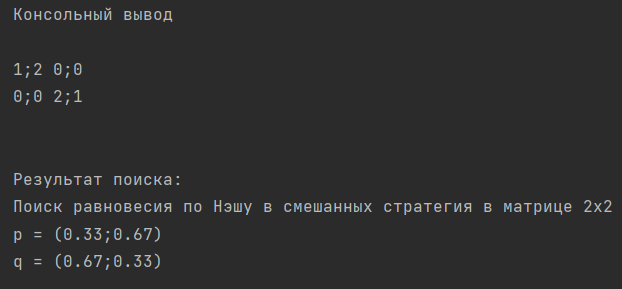 Консольный вывод
1;2 0;0
0;0 2;1
Результат поиска:
Поиск равновесия по Нэшу в смешанных стратегия в матрице 2x2
p = (0.33;0.67)
q = (0.67;0.33)